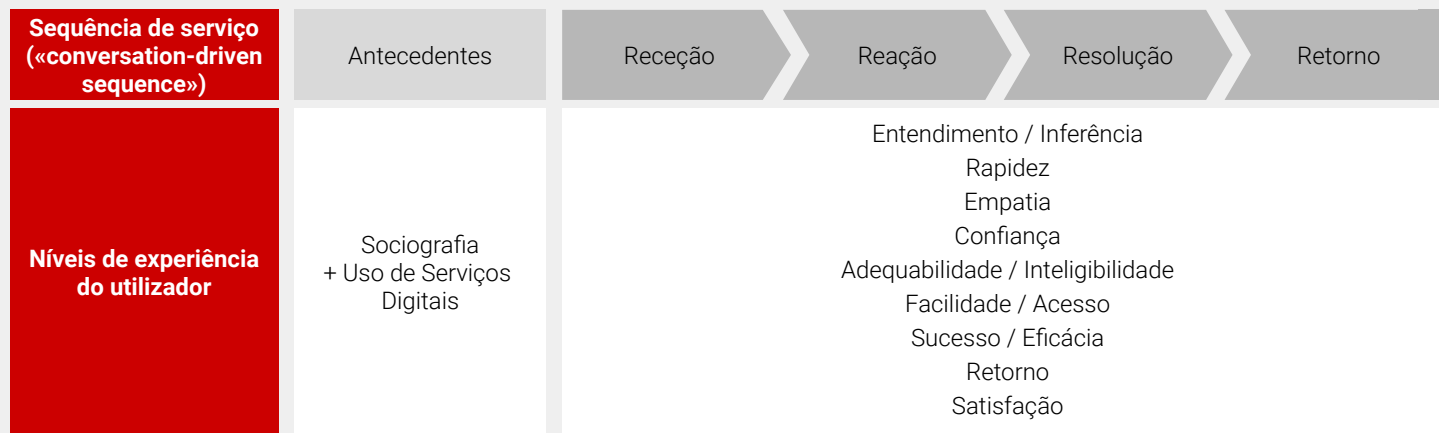 Sequência de serviço
(«conversation-driven
sequence»)
Antecedentes
Receção
Reação
Resolução
Retorno
Níveis de experiência
do utilizador
Sociografia
+ Uso de Serviços
Digitais
Entendimento / Inferência
Rapidez
Empatia
Confiança
Adequabilidade / Inteligibilidade
Facilidade / Acesso
Sucesso / Eficácia
Retorno
Satisfação